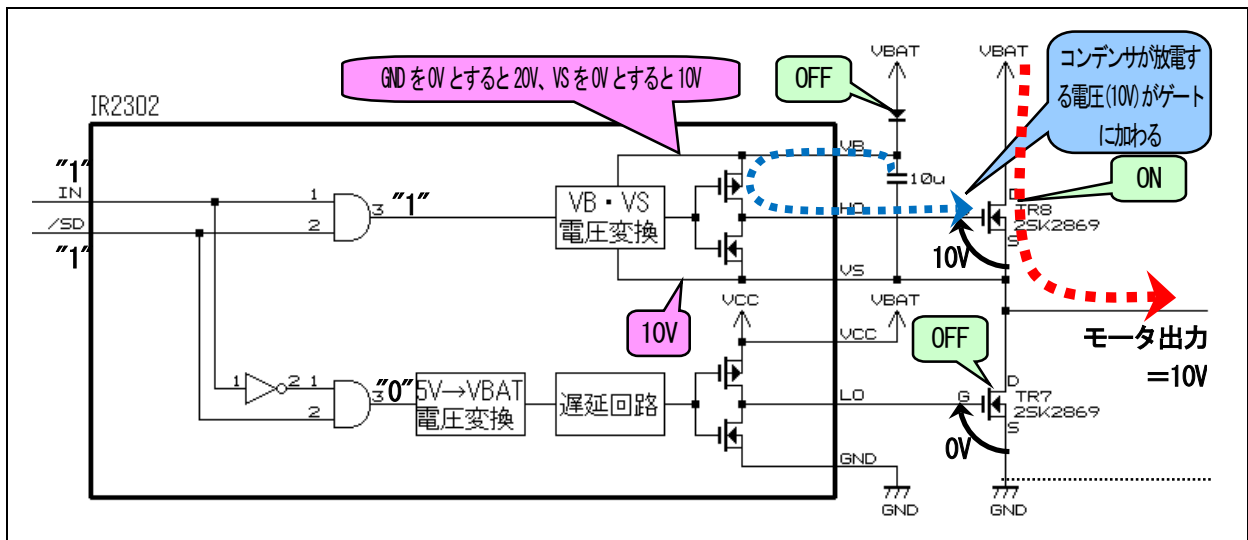 GNDを0Vとすると20V、VSを0Vとすると10V
VBAT
OFF
VBAT
コンデンサが放電す
る電圧(10V)がゲート
に加わる
IR2302
"1"
IN
/SD
"1"
1
2
3
"1"
VB・VS
電圧変換
VB
10u
HO
VS
ON
D
TR8
2SK2869
S
10V
10V
VCC
VBAT
VCC
OFF
モータ出力
=10V
1
2
1
2
3
"0"
5V→VBAT
電圧変換
遅延回路
LO
G
D
TR7
2SK2869
S
0V
GND
GND
GND